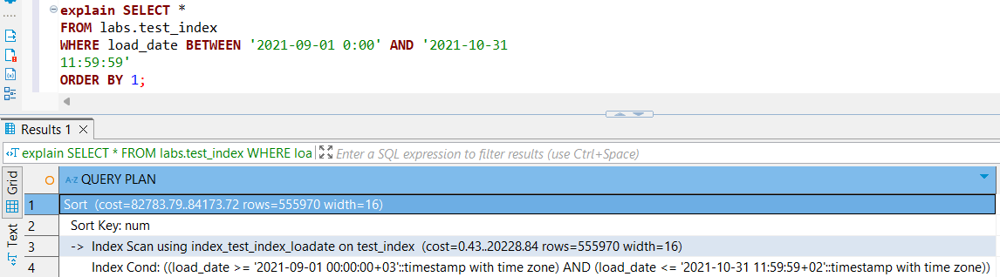 explain SELECT *
FROM labs.test_index
WHERE load_date BETWEEN '2021-09-01 0:00' AND '2021-10-31
11:59:59'
ORDER BY 1;
Results 1
explain SELECT * FROM labs.test_index WHERE loa
Enter a SQL expression to filter results (use Ctrl+Space)
Grid
Text
A-Z QUERY PLAN
1 Sort (cost=82783.79..84173.72 rows=555970 width=16)
2 Sort Key: num
3 -> Index Scan using index_test_index_loadate on test_index (cost=0.43..20228.84 rows=555970 width=16)
4 Index Cond: ((load_date >= '2021-09-01 00:00:00+03'::timestamp with time zone) AND (load_date <= '2021-10-31 11:59:59+02'::timestamp with time zone))